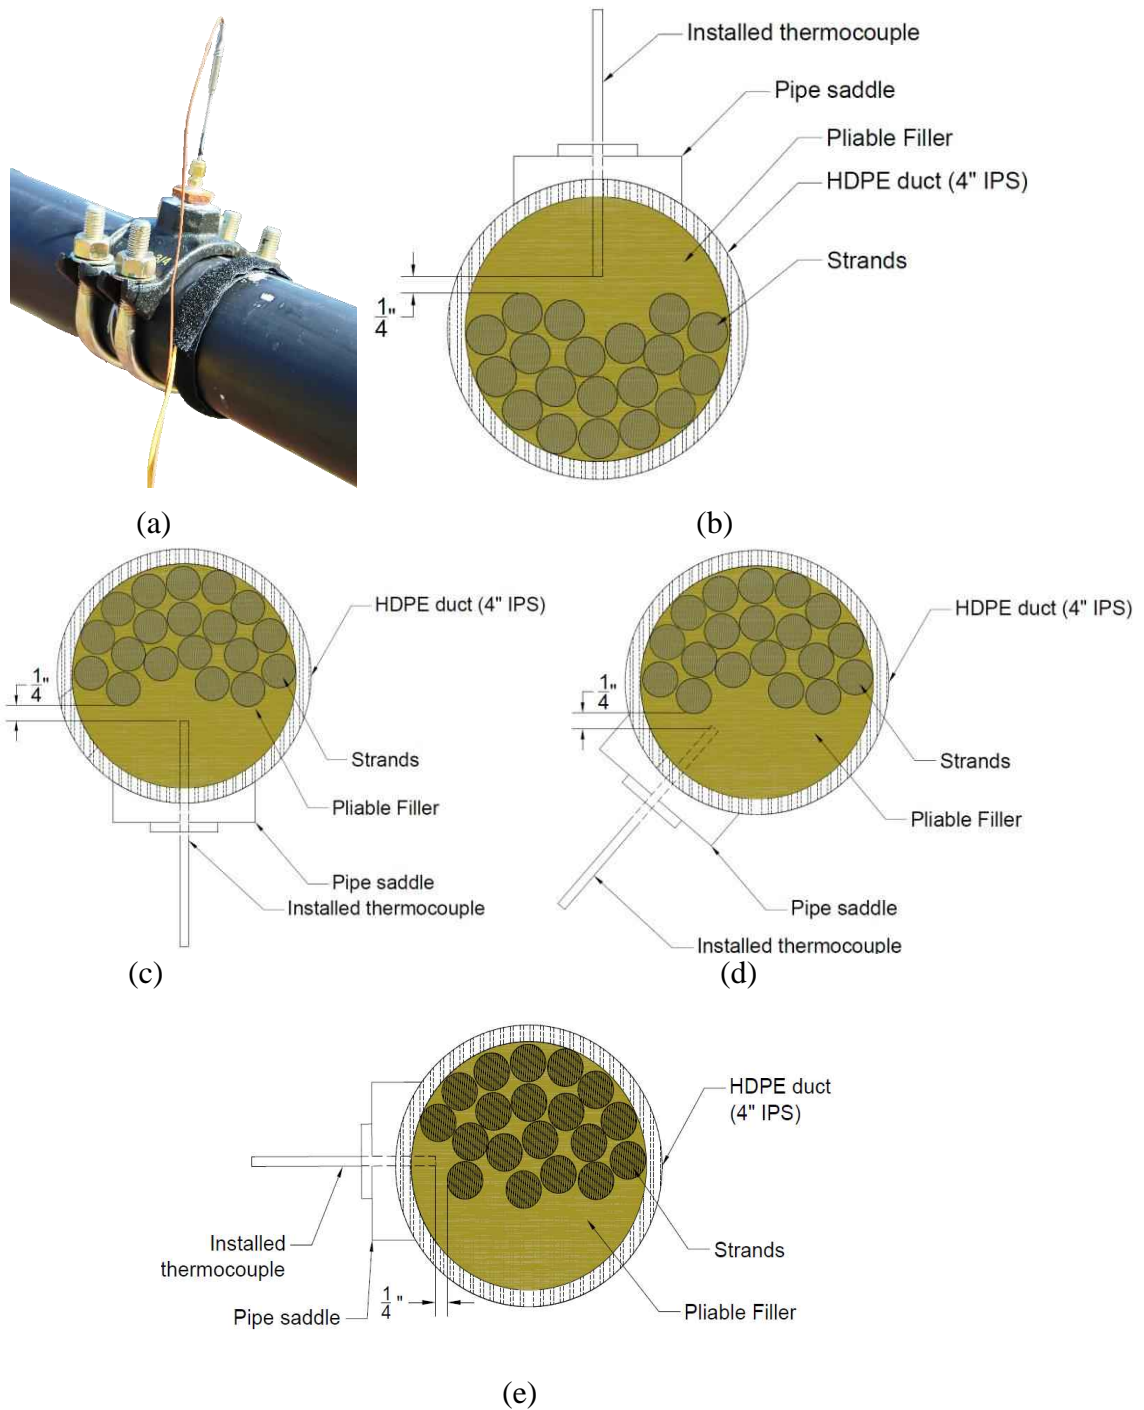 3/4
Installed thermocouple
Pipe saddle
Pliable Filler
HDPE duct (4" IPS)
Strands
1/4"
(a)
(b)
HDPE duct (4" IPS)
1/4"
Strands
Pliable Filler
Pipe saddle
Installed thermocouple
(c)
HDPE duct (4" IPS)
1/4"
Strands
Pliable Filler
Pipe saddle
Installed thermocouple
(d)
HDPE duct
(4" IPS)
Installed
thermocouple
Strands
Pipe saddle
1/4"
Pliable Filler
(e)